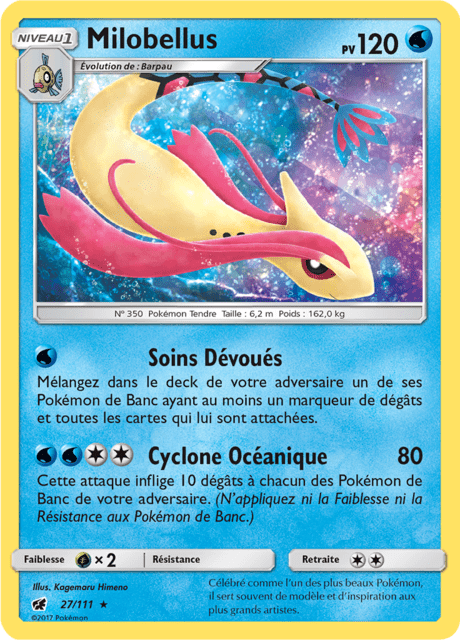 NIVEAU 1 Milobellus PV 120
Évolution de : Barpau
N° 350 Pokémon Tendre Taille : 6,2 m Poids : 162,0 kg
Soins Dévoués
Mélangez dans le deck de votre adversaire un de ses
Pokémon de Banc ayant au moins un marqueur de dégâts
et toutes les cartes qui lui sont attachées.
Cyclone Océanique 80
Cette attaque inflige 10 dégâts à chacun des Pokémon de
Banc de votre adversaire. (N'appliquez ni la Faiblesse ni la
Résistance aux Pokémon de Banc.)
Faiblesse ×2 Résistance Retraite
Illus. Kagemaru Himeno
27/111 ★
©2017 Pokémon
Célébré comme l'un des plus beaux Pokémon,
il sert souvent de modèle et d'inspiration aux
plus grands artistes.